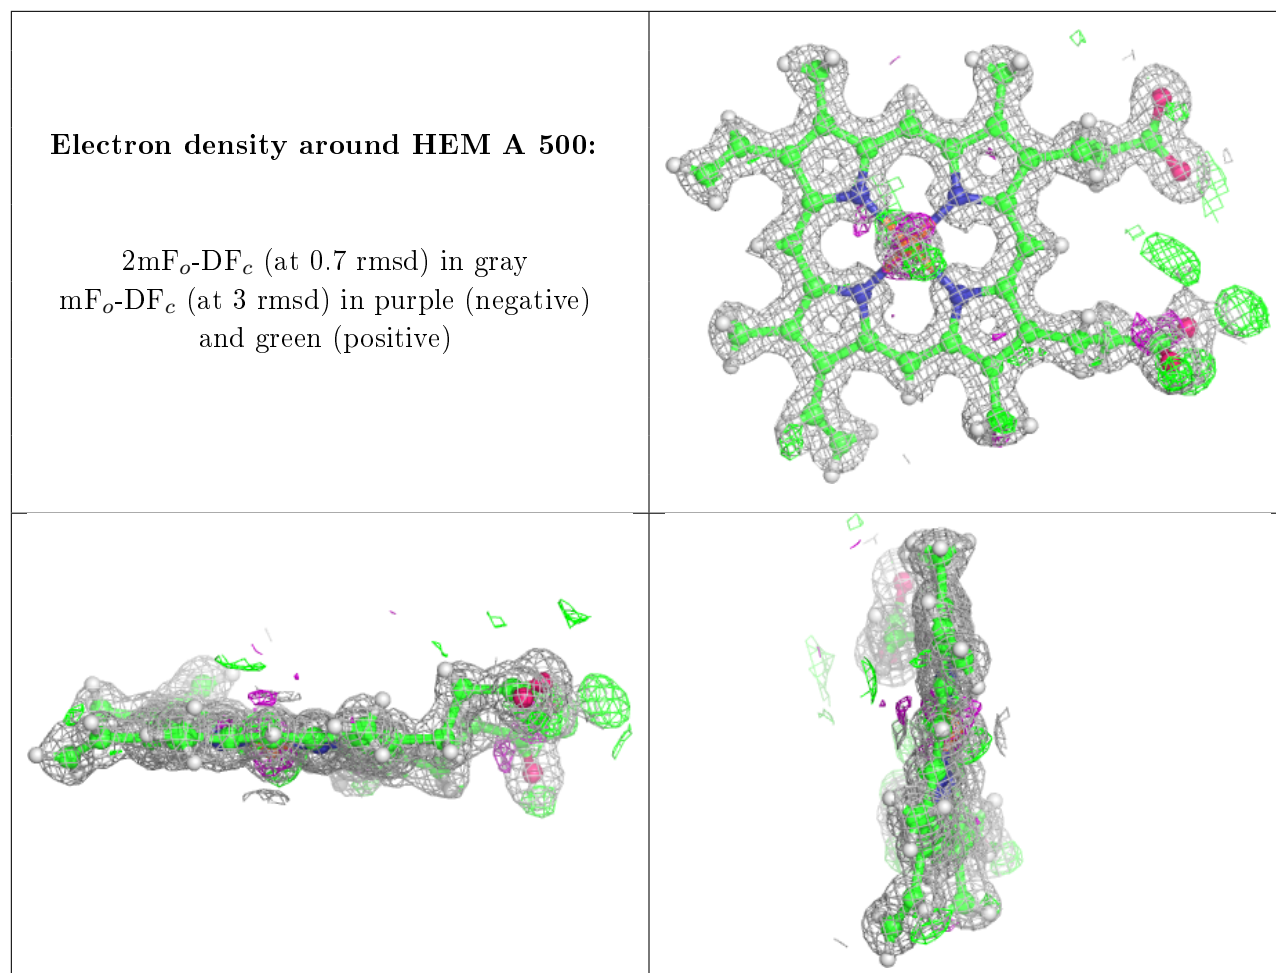 Electron density around HEM A 500:
2mFₒ-DF𝒸 (at 0.7 rmsd) in gray
mFₒ-DF𝒸 (at 3 rmsd) in purple (negative)
and green (positive)